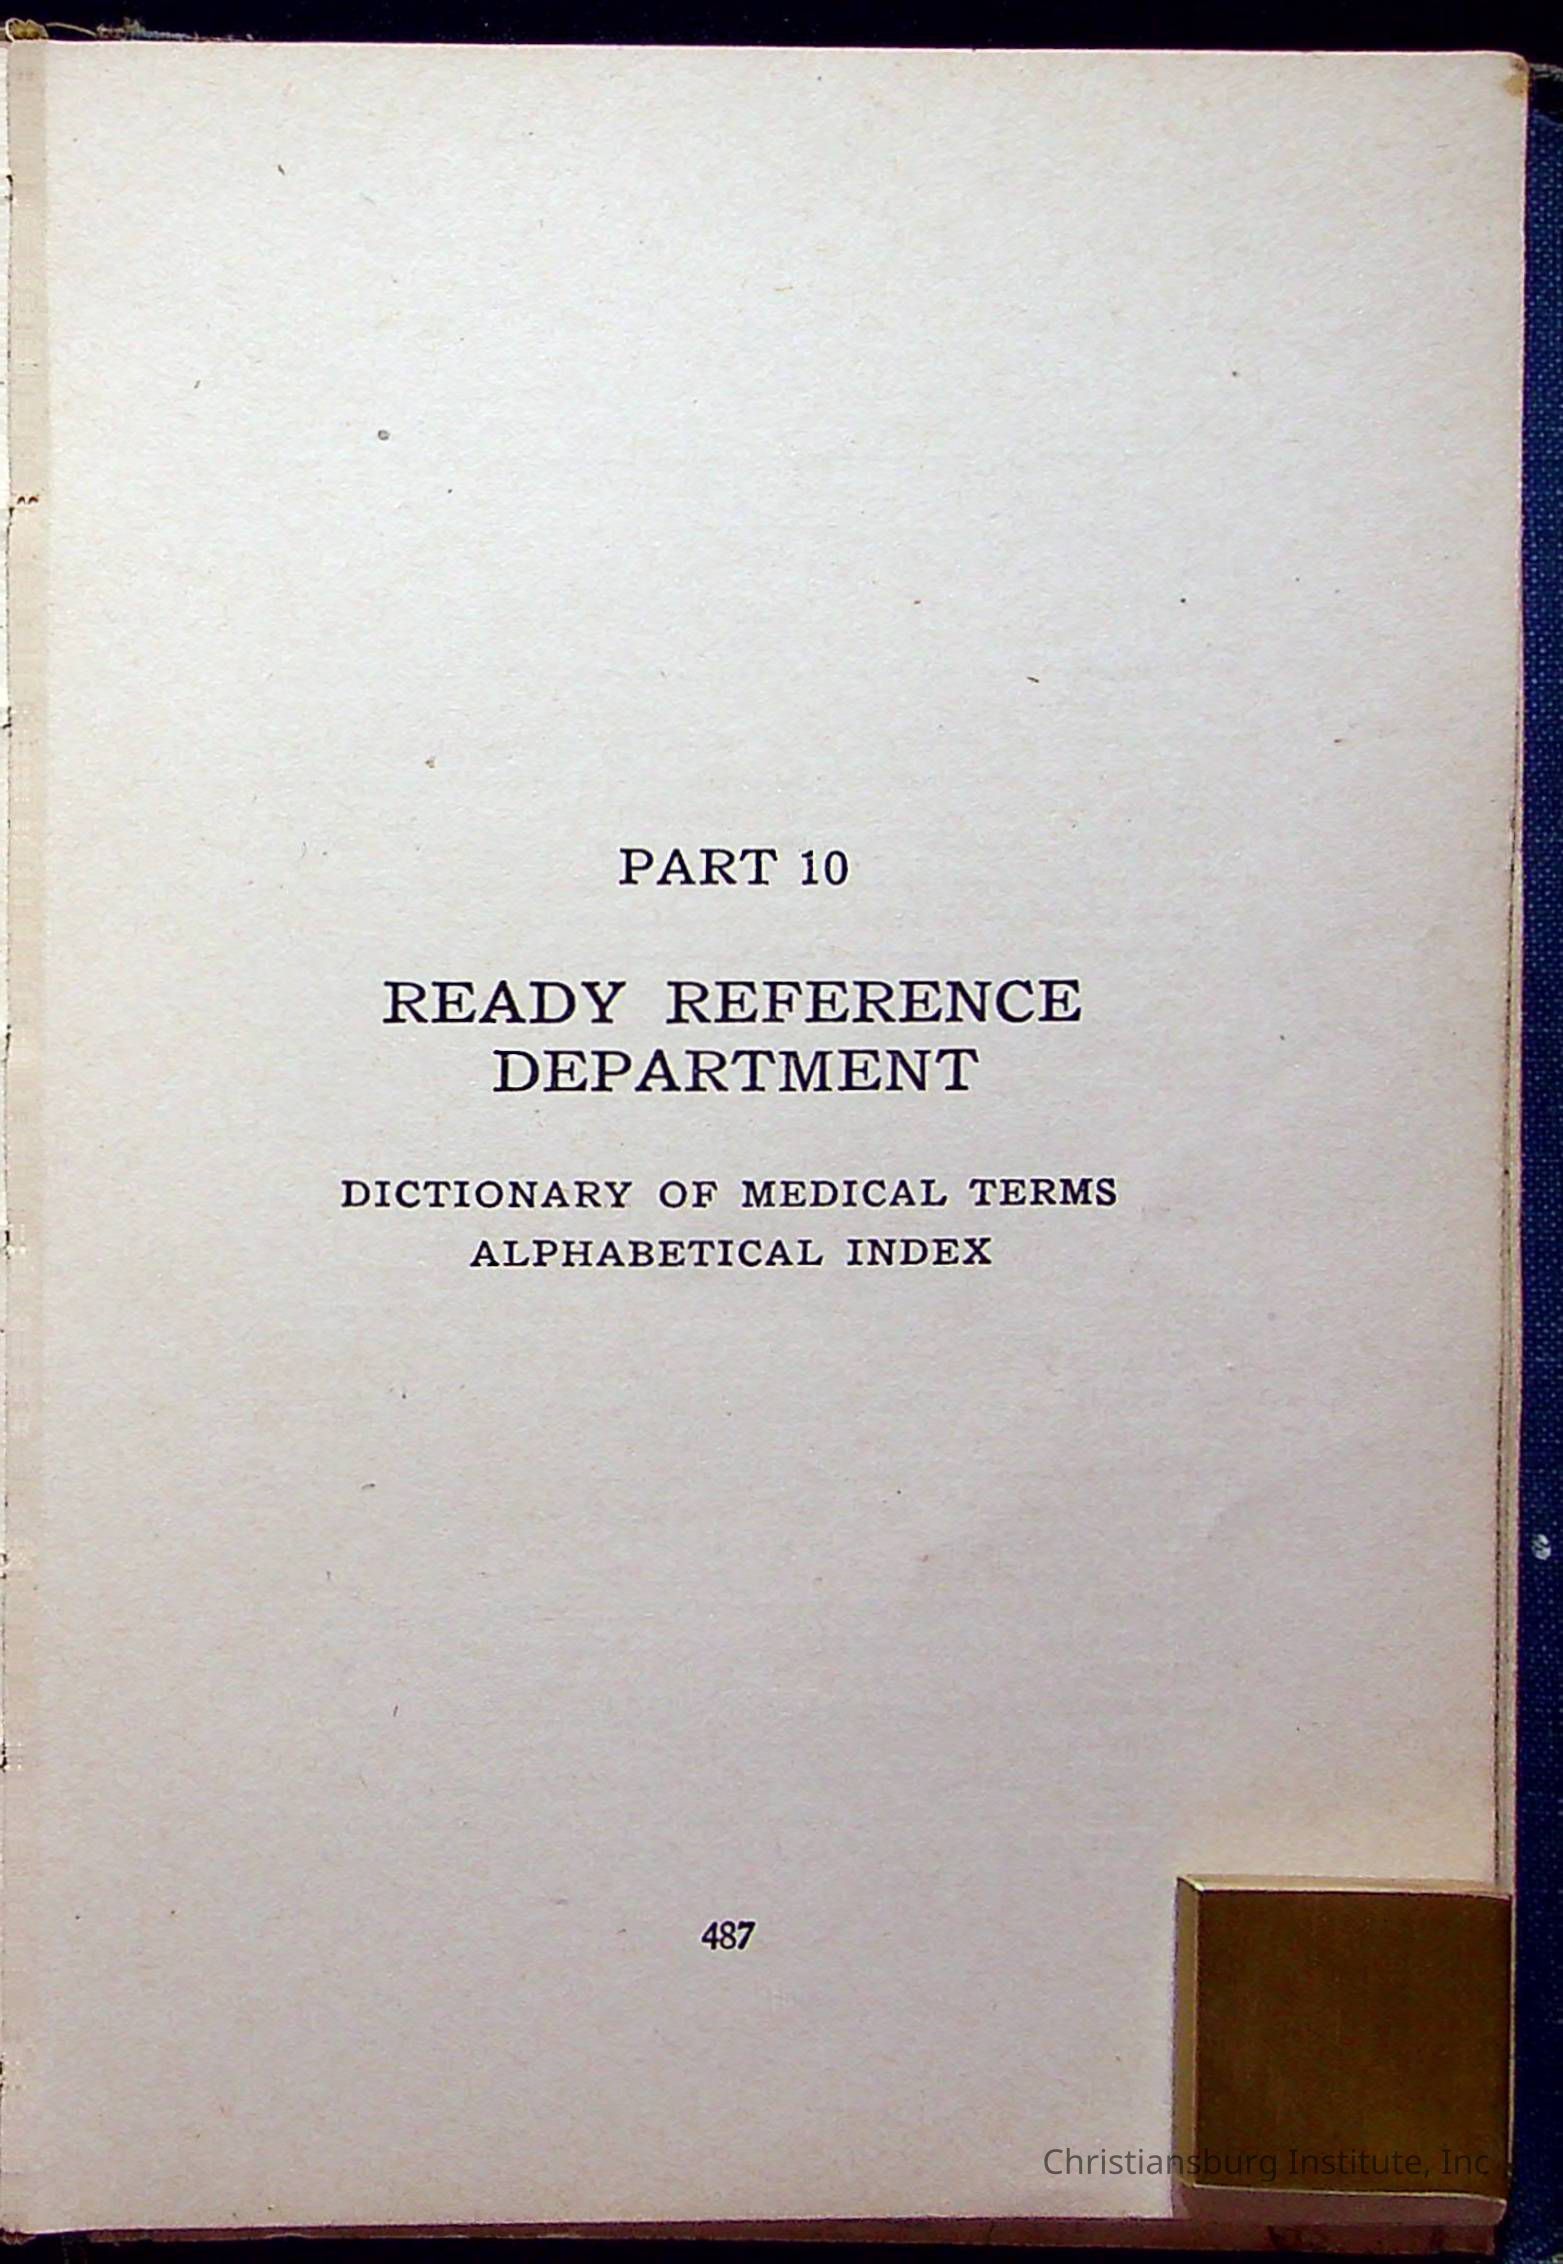 PART 10
READY REFERENCE
DEPARTMENT
DICTIONARY OF MEDICAL TERMS
ALPHABETICAL INDEX
487
Christiansburg Institute, Inc